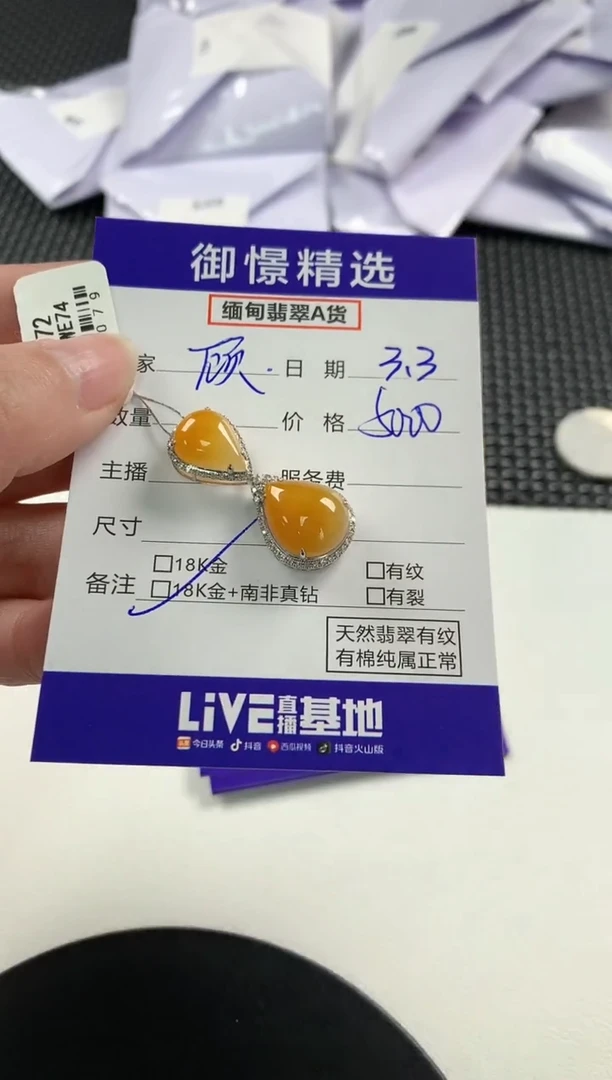 御憬精选
缅甸翡翠A货
家 顾. 日期 3.3
数量 价格 5000
主播 服务费
尺寸
备注 □18K金 □有纹
□18K金+南非真钻 □有裂
天然翡翠有纹
有棉纯属正常
LiVE直播基地
今日头条 抖音 西瓜视频 抖音火山版
72
WE74
079